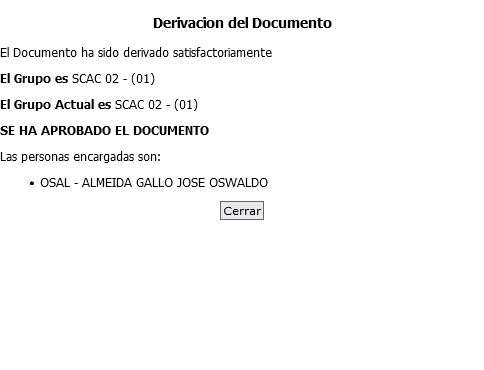 Derivacion del Documento
El Documento ha sido derivado satisfactoriamente
El Grupo es SCAC 02 - (01)
El Grupo Actual es SCAC 02 - (01)
SE HA APROBADO EL DOCUMENTO
Las personas encargadas son:
• OSAL - ALMEIDA GALLO JOSE OSWALDO
Cerrar